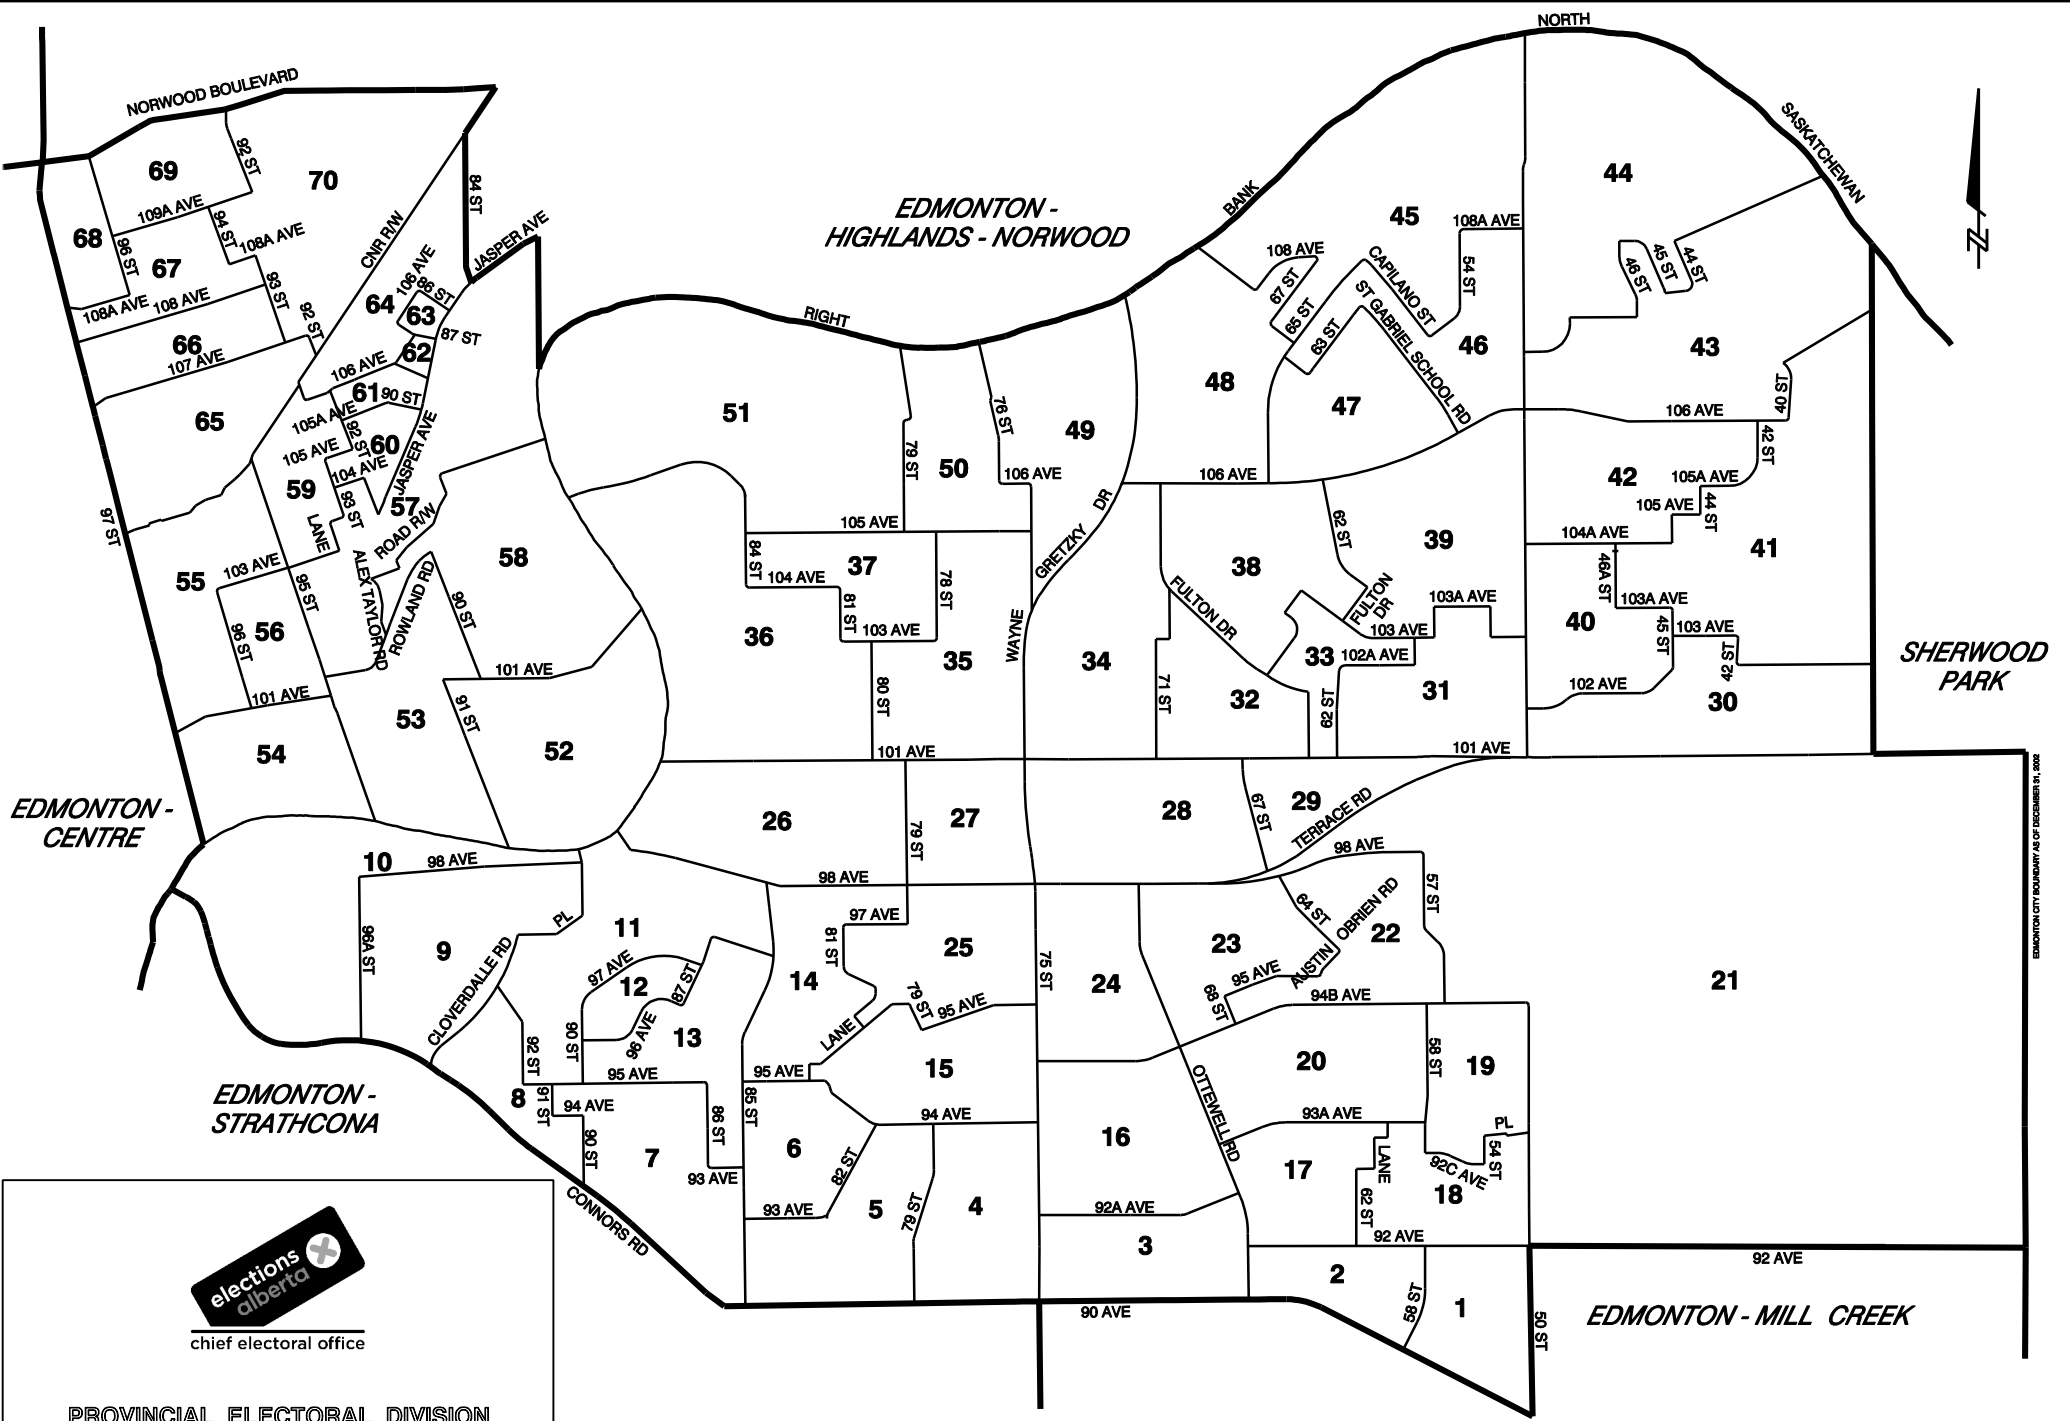 NORTH
NORWOOD BOULEVARD
SASKATCHEWAN
69
92 ST
70
44
109A AVE
84 ST
BANK
EDMONTON -
HIGHLANDS - NORWOOD
45
108A AVE
68
96 ST
94 ST
108A AVE
CNR R/W
JASPER AVE
67
108 AVE
CAPILANO ST
54 ST
46 ST
45 ST
44 ST
93 ST
106 AVE
86 ST
67 ST
108A AVE
108 AVE
64
63
65 ST
ST GABRIEL SCHOOL RD
92 ST
87 ST
RIGHT
63 ST
66
62
46
43
107 AVE
106 AVE
48
61
90 ST
51
76 ST
47
40 ST
65
105A AVE
49
106 AVE
92 ST
60
JASPER AVE
79 ST
42 ST
105 AVE
104 AVE
50
106 AVE
106 AVE
42
105A AVE
59
93 ST
57
DR
105 AVE
44 ST
97 ST
LANE
ROAD R/W
105 AVE
62 ST
39
104A AVE
58
84 ST
37
GRETZKY
38
41
55
103 AVE
ALEX TAYLOR RD
104 AVE
78 ST
46A ST
95 ST
ROWLAND RD
90 ST
81 ST
FULTON DR
FULTON
DR
103A AVE
103A AVE
56
96 ST
36
103 AVE
WAYNE
103 AVE
40
45 ST
103 AVE
35
34
33
102A AVE
42 ST
SHERWOOD
PARK
101 AVE
101 AVE
80 ST
71 ST
32
62 ST
31
102 AVE
30
53
91 ST
54
52
101 AVE
101 AVE
EDMONTON CITY BOUNDARY AS OF DECEMBER 31, 2002
EDMONTON -
CENTRE
26
79 ST
27
28
67 ST
29
TERRACE RD
10
98 AVE
98 AVE
98 AVE
57 ST
PL
97 AVE
64 ST
OBRIEN RD
11
96A ST
9
81 ST
25
75 ST
23
22
CLOVERDALLE RD
97 AVE
12
87 ST
14
24
95 AVE
AUSTIN
21
79 ST
95 AVE
68 ST
94B AVE
90 ST
96 AVE
13
LANE
92 ST
58 ST
20
19
95 AVE
95 AVE
15
OTTEWELL RD
EDMONTON -
STRATHCONA
8
91 ST
94 AVE
86 ST
85 ST
94 AVE
93A AVE
PL
90 ST
6
16
7
82 ST
17
LANE
92C AVE
54 ST
93 AVE
18
CONNORS RD
93 AVE
5
79 ST
4
92A AVE
62 ST
92 AVE
3
92 AVE
2
58 ST
1
90 AVE
50 ST
EDMONTON - MILL CREEK
elections
alberta
chief electoral office
PROVINCIAL ELECTORAL DIVISION